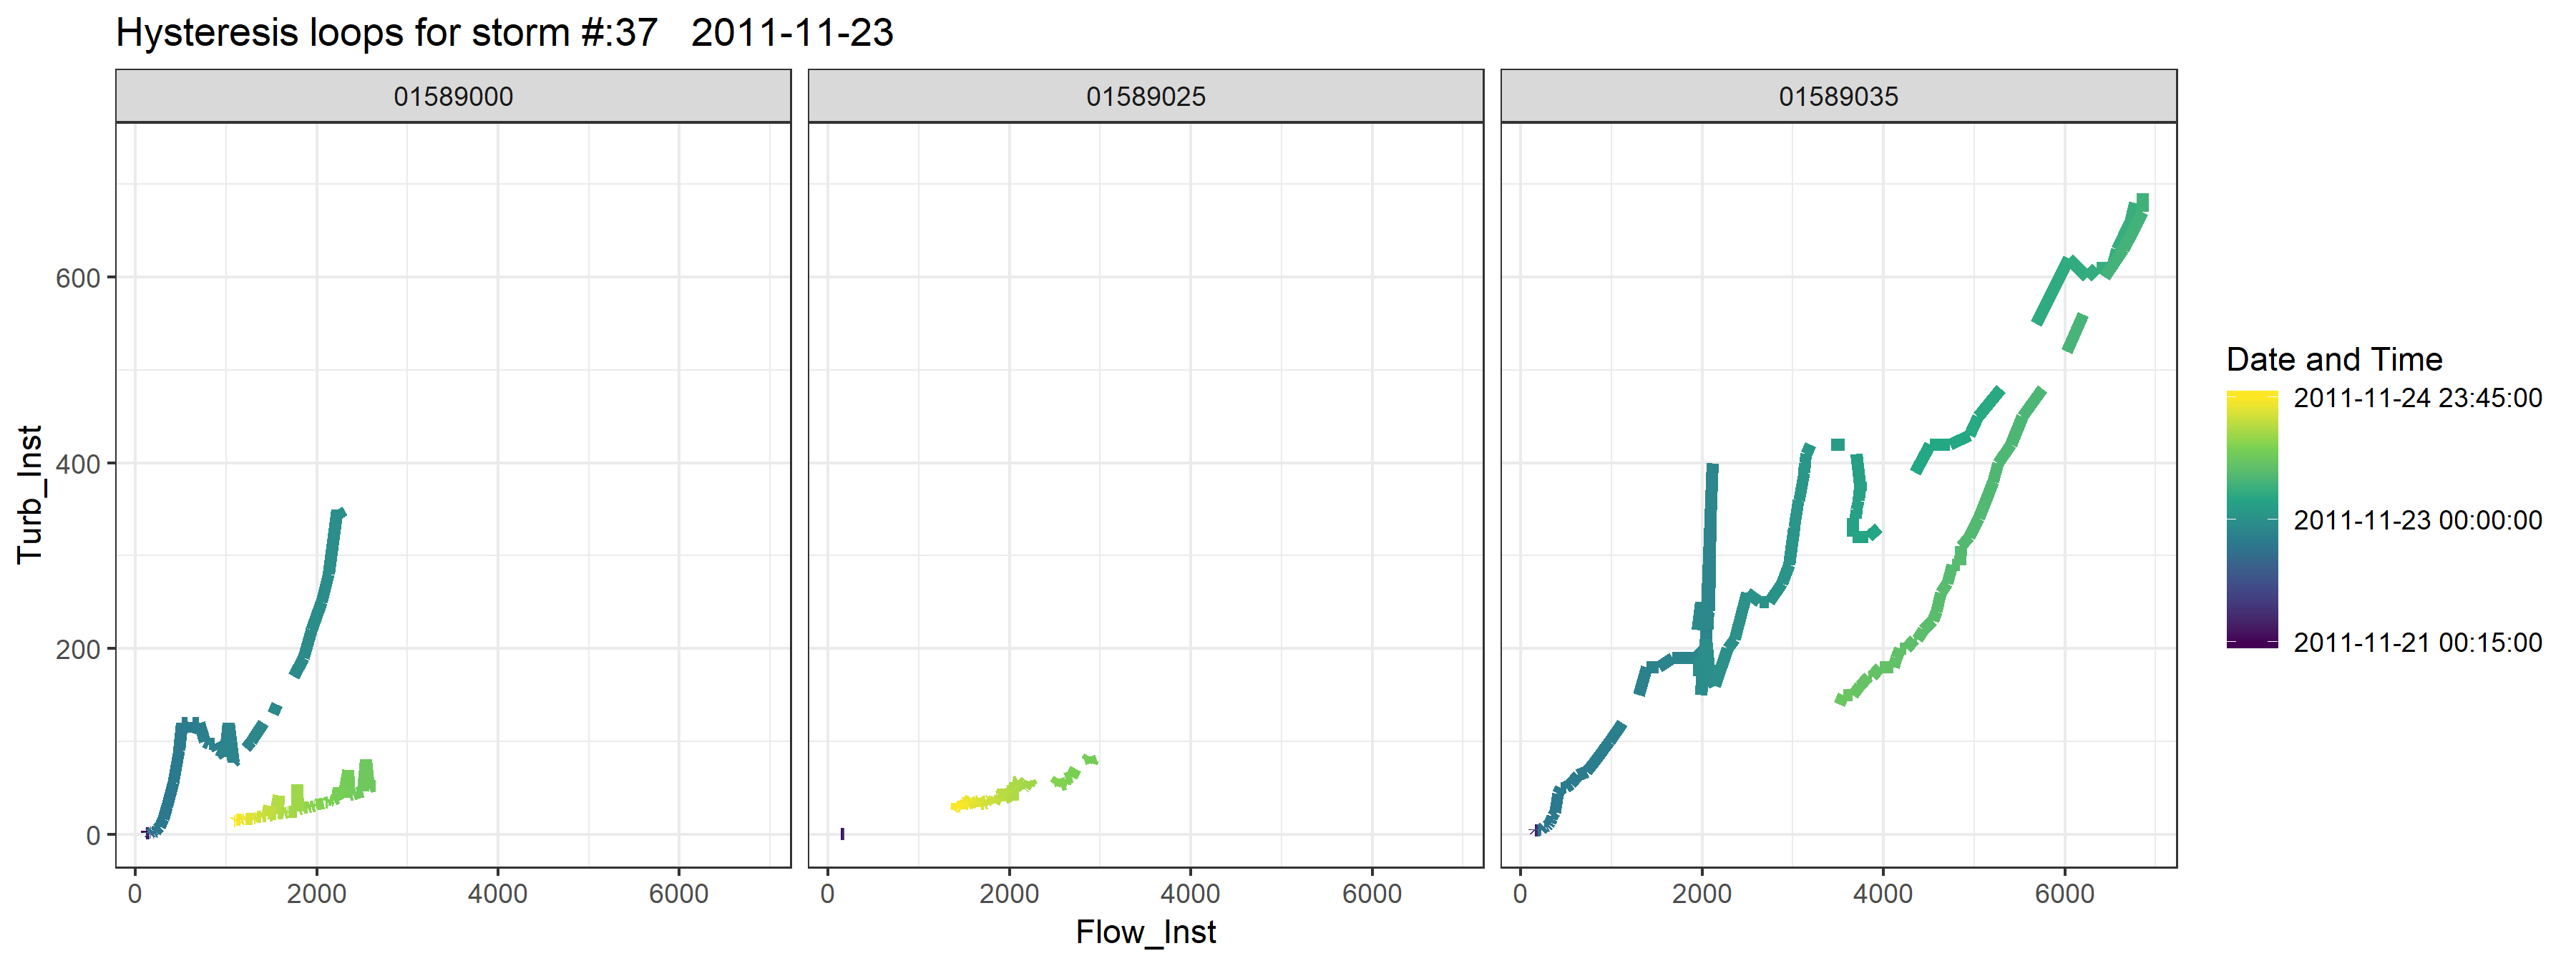 Hysteresis loops for storm #:37   2011-11-23
01589000
01589025
01589035
Turb_Inst
600
400
200
0
0 2000 4000 6000
0 2000 4000 6000
0 2000 4000 6000
Flow_Inst
Date and Time
2011-11-24 23:45:00
2011-11-23 00:00:00
2011-11-21 00:15:00